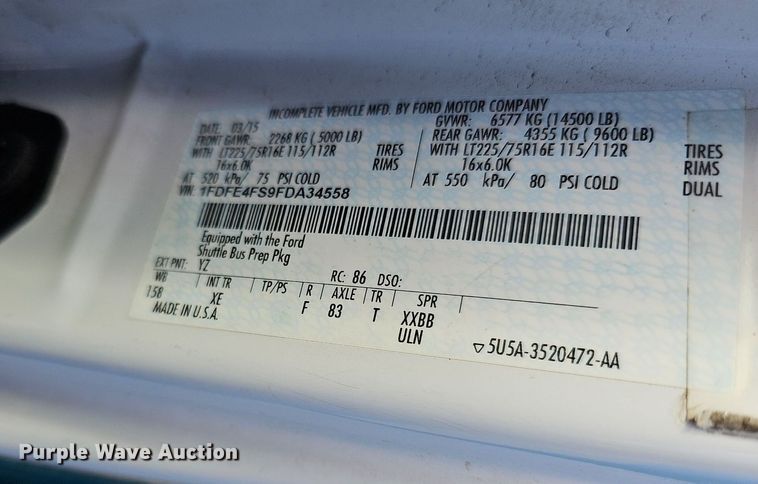 INCOMPLETE VEHICLE MFD. BY FORD MOTOR COMPANY
DATE: 03/15 GVWR: 6577 KG (14500 LB)
FRONT GAWR: 2268 KG ( 5000 LB) REAR GAWR: 4355 KG ( 9600 LB)
WITH LT225/75R16E 115/112R TIRES WITH LT225/75R16E 115/112R TIRES
16x6.0K RIMS 16x6.0K RIMS
AT 520 kPa/ 75 PSI COLD AT 550 kPa/ 80 PSI COLD DUAL
VIN: 1FDFE4FS9FDA34558
Equipped with the Ford
Shuttle Bus Prep Pkg
EXT PNT: YZ RC: 86 DSO:
WB INT TR TP/PS R AXLE TR SPR
158 XE F 83 T XXBB
MADE IN U.S.A. ULN
▽5U5A-3520472-AA
Purple Wave Auction